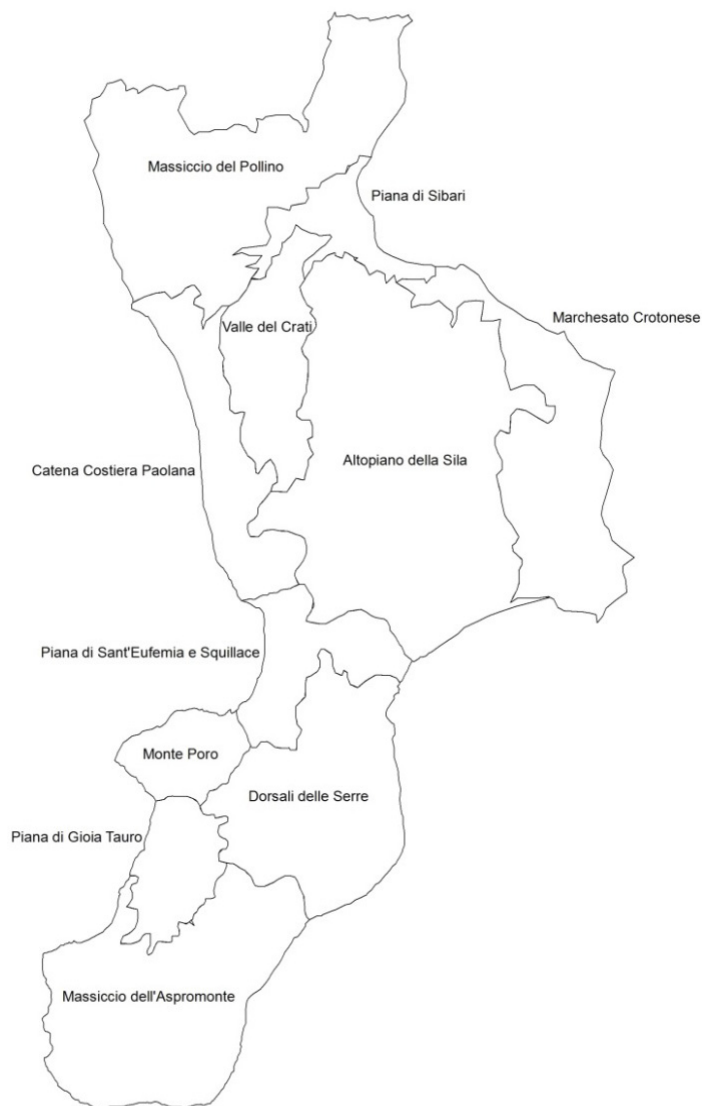 Massiccio del Pollino
Piana di Sibari
Marchesato Crotonese
Valle del Crati
Altopiano della Sila
Catena Costiera Paolana
Piana di Sant'Eufemia e Squillace
Monte Poro
Dorsali delle Serre
Piana di Gioia Tauro
Massiccio dell'Aspromonte